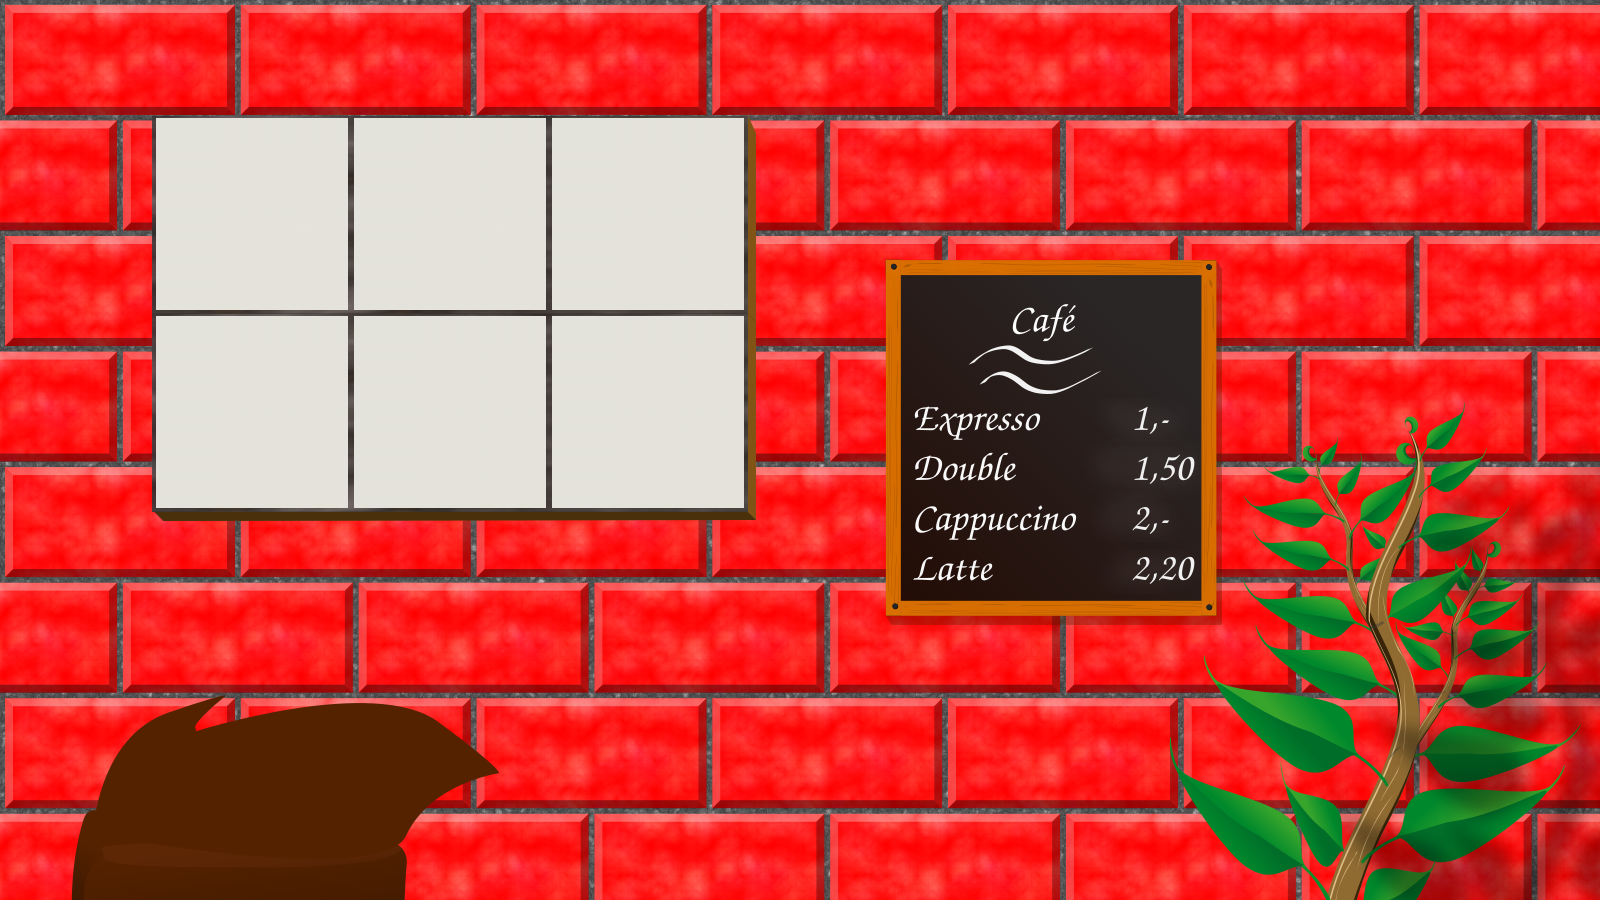 Café
Expresso 1,-
Double 1,50
Cappuccino 2,-
Latte 2,20